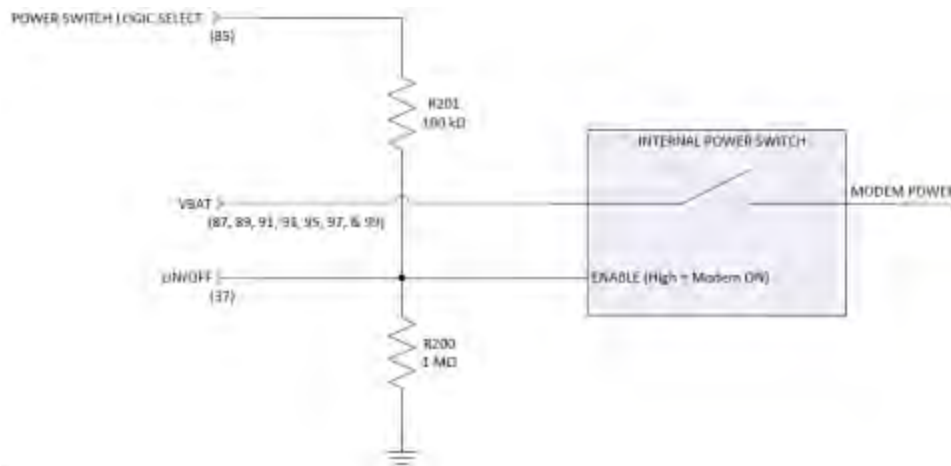 POWER SWITCH LOGIC SELECT
(85)
R201
100 kΩ
INTERNAL POWER SWITCH
MODEM POWER
VBAT
(87, 89, 91, 93, 95, 97, & 99)
ON/OFF
ENABLE (High = Modem ON)
(37)
R200
1 MΩ